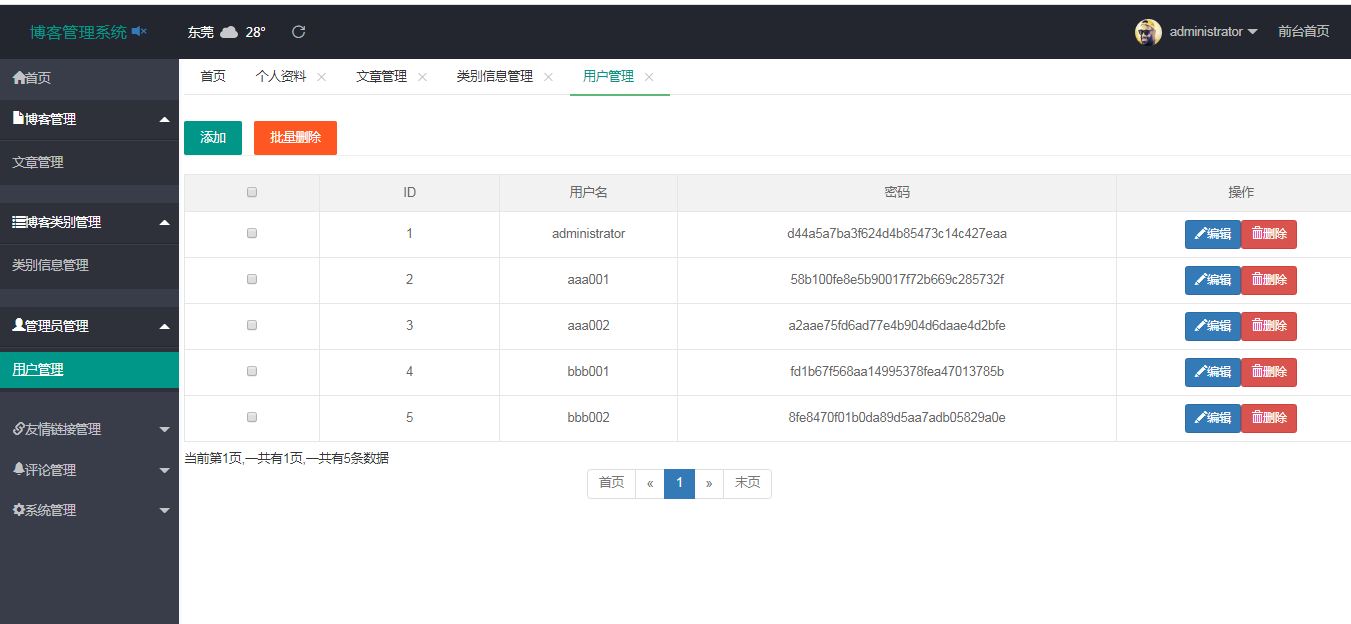 博客管理系统 东莞 28° administrator 前台首页
首页
博客管理
文章管理
博客类别管理
类别信息管理
管理员管理
用户管理
友情链接管理
评论管理
系统管理
首页 个人资料 文章管理 类别信息管理 用户管理
添加 批量删除
ID 用户名 密码 操作
1 administrator d44a5a7ba3f624d4b85473c14c427eaa 编辑 删除
2 aaa001 58b100fe8e5b90017f72b669c285732f 编辑 删除
3 aaa002 a2aae75fd6ad77e4b904d6daae4d2bfe 编辑 删除
4 bbb001 fd1b67f568aa14995378fea47013785b 编辑 删除
5 bbb002 8fe8470f01b0da89d5aa7adb05829a0e 编辑 删除
当前第1页,一共有1页,一共有5条数据
首页 « 1 » 末页